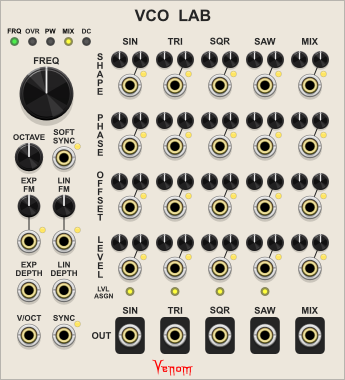 VCO LAB
FRQ OVR PW MIX DC
SIN TRI SQR SAW MIX
FREQ
SHAPE
OCTAVE SOFT SYNC
PHASE
EXP FM LIN FM
OFFSET
LEVEL
EXP DEPTH LIN DEPTH
LVL ASGN
V/OCT SYNC
SIN TRI SQR SAW MIX
OUT
Venom